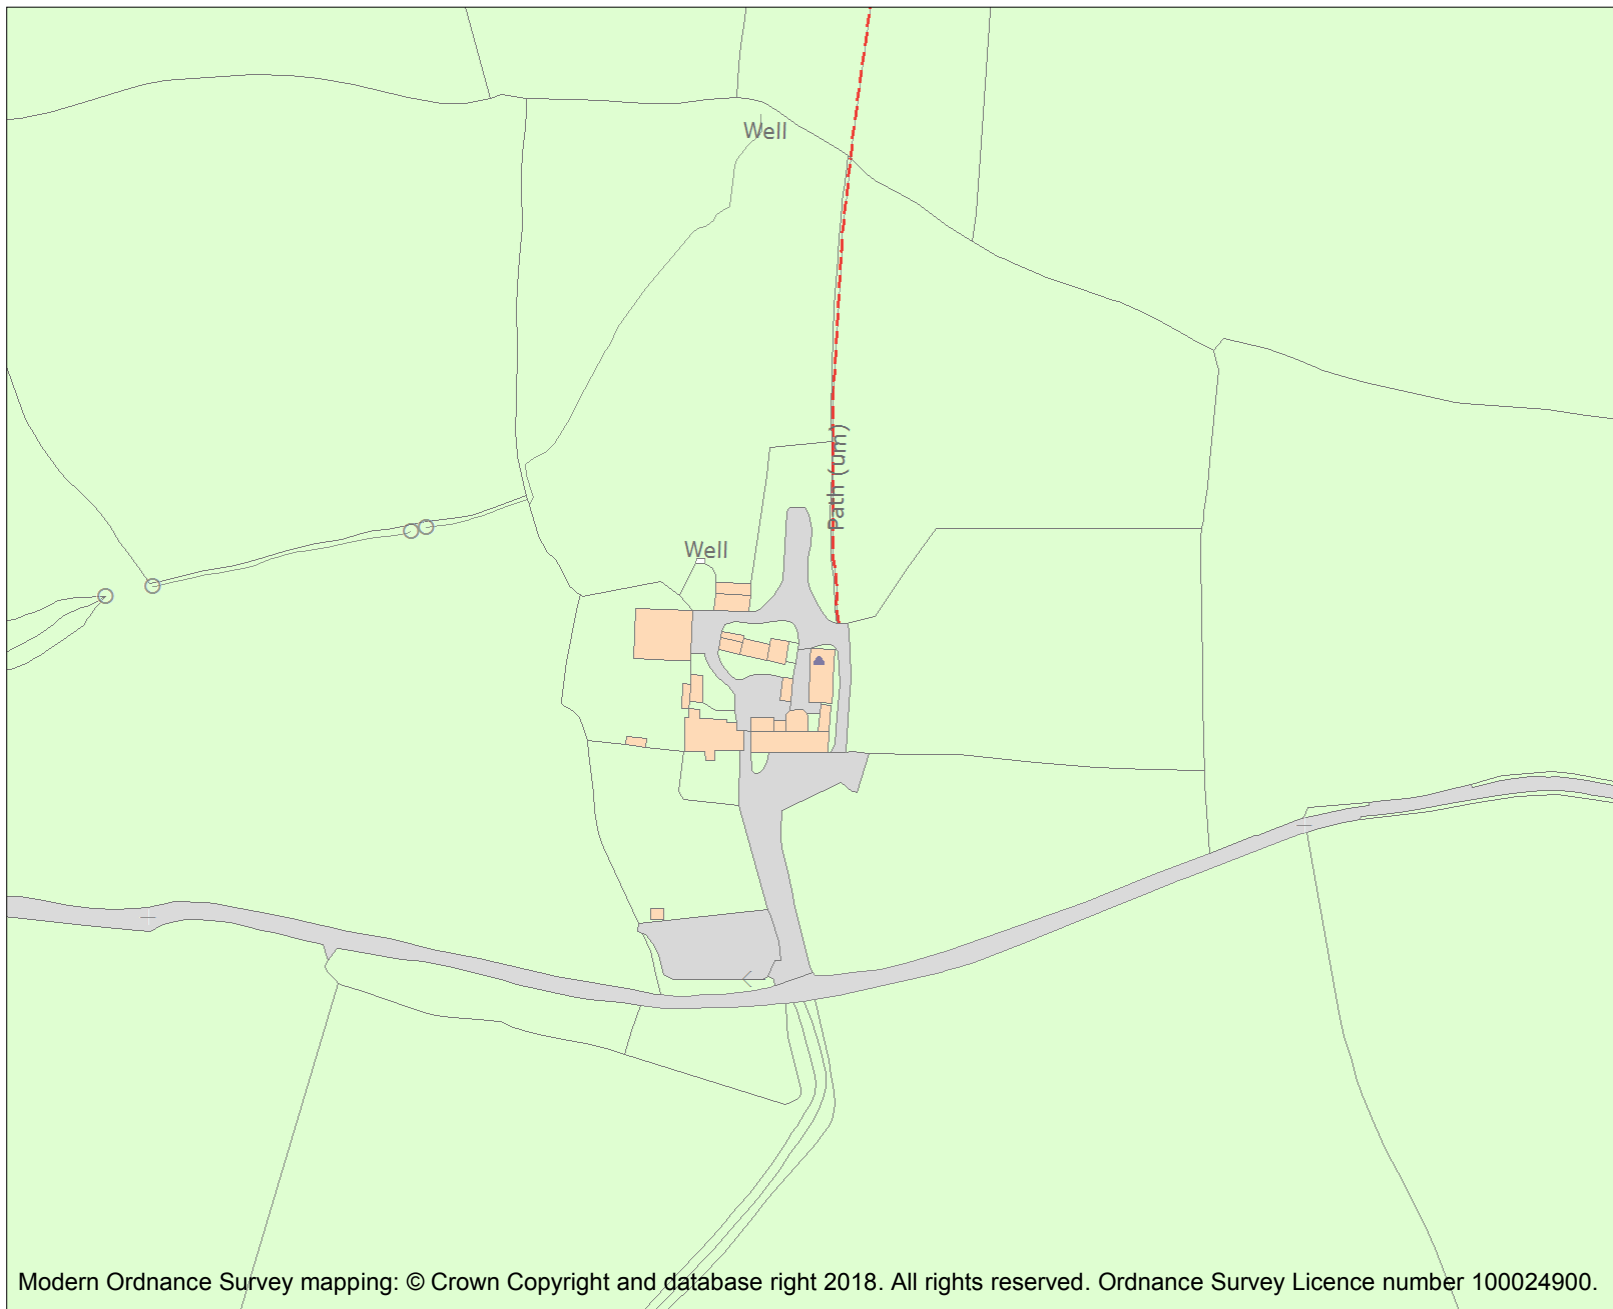 Well
Path (um)
Well
Modern Ordnance Survey mapping: © Crown Copyright and database right 2018. All rights reserved. Ordnance Survey Licence number 100024900.